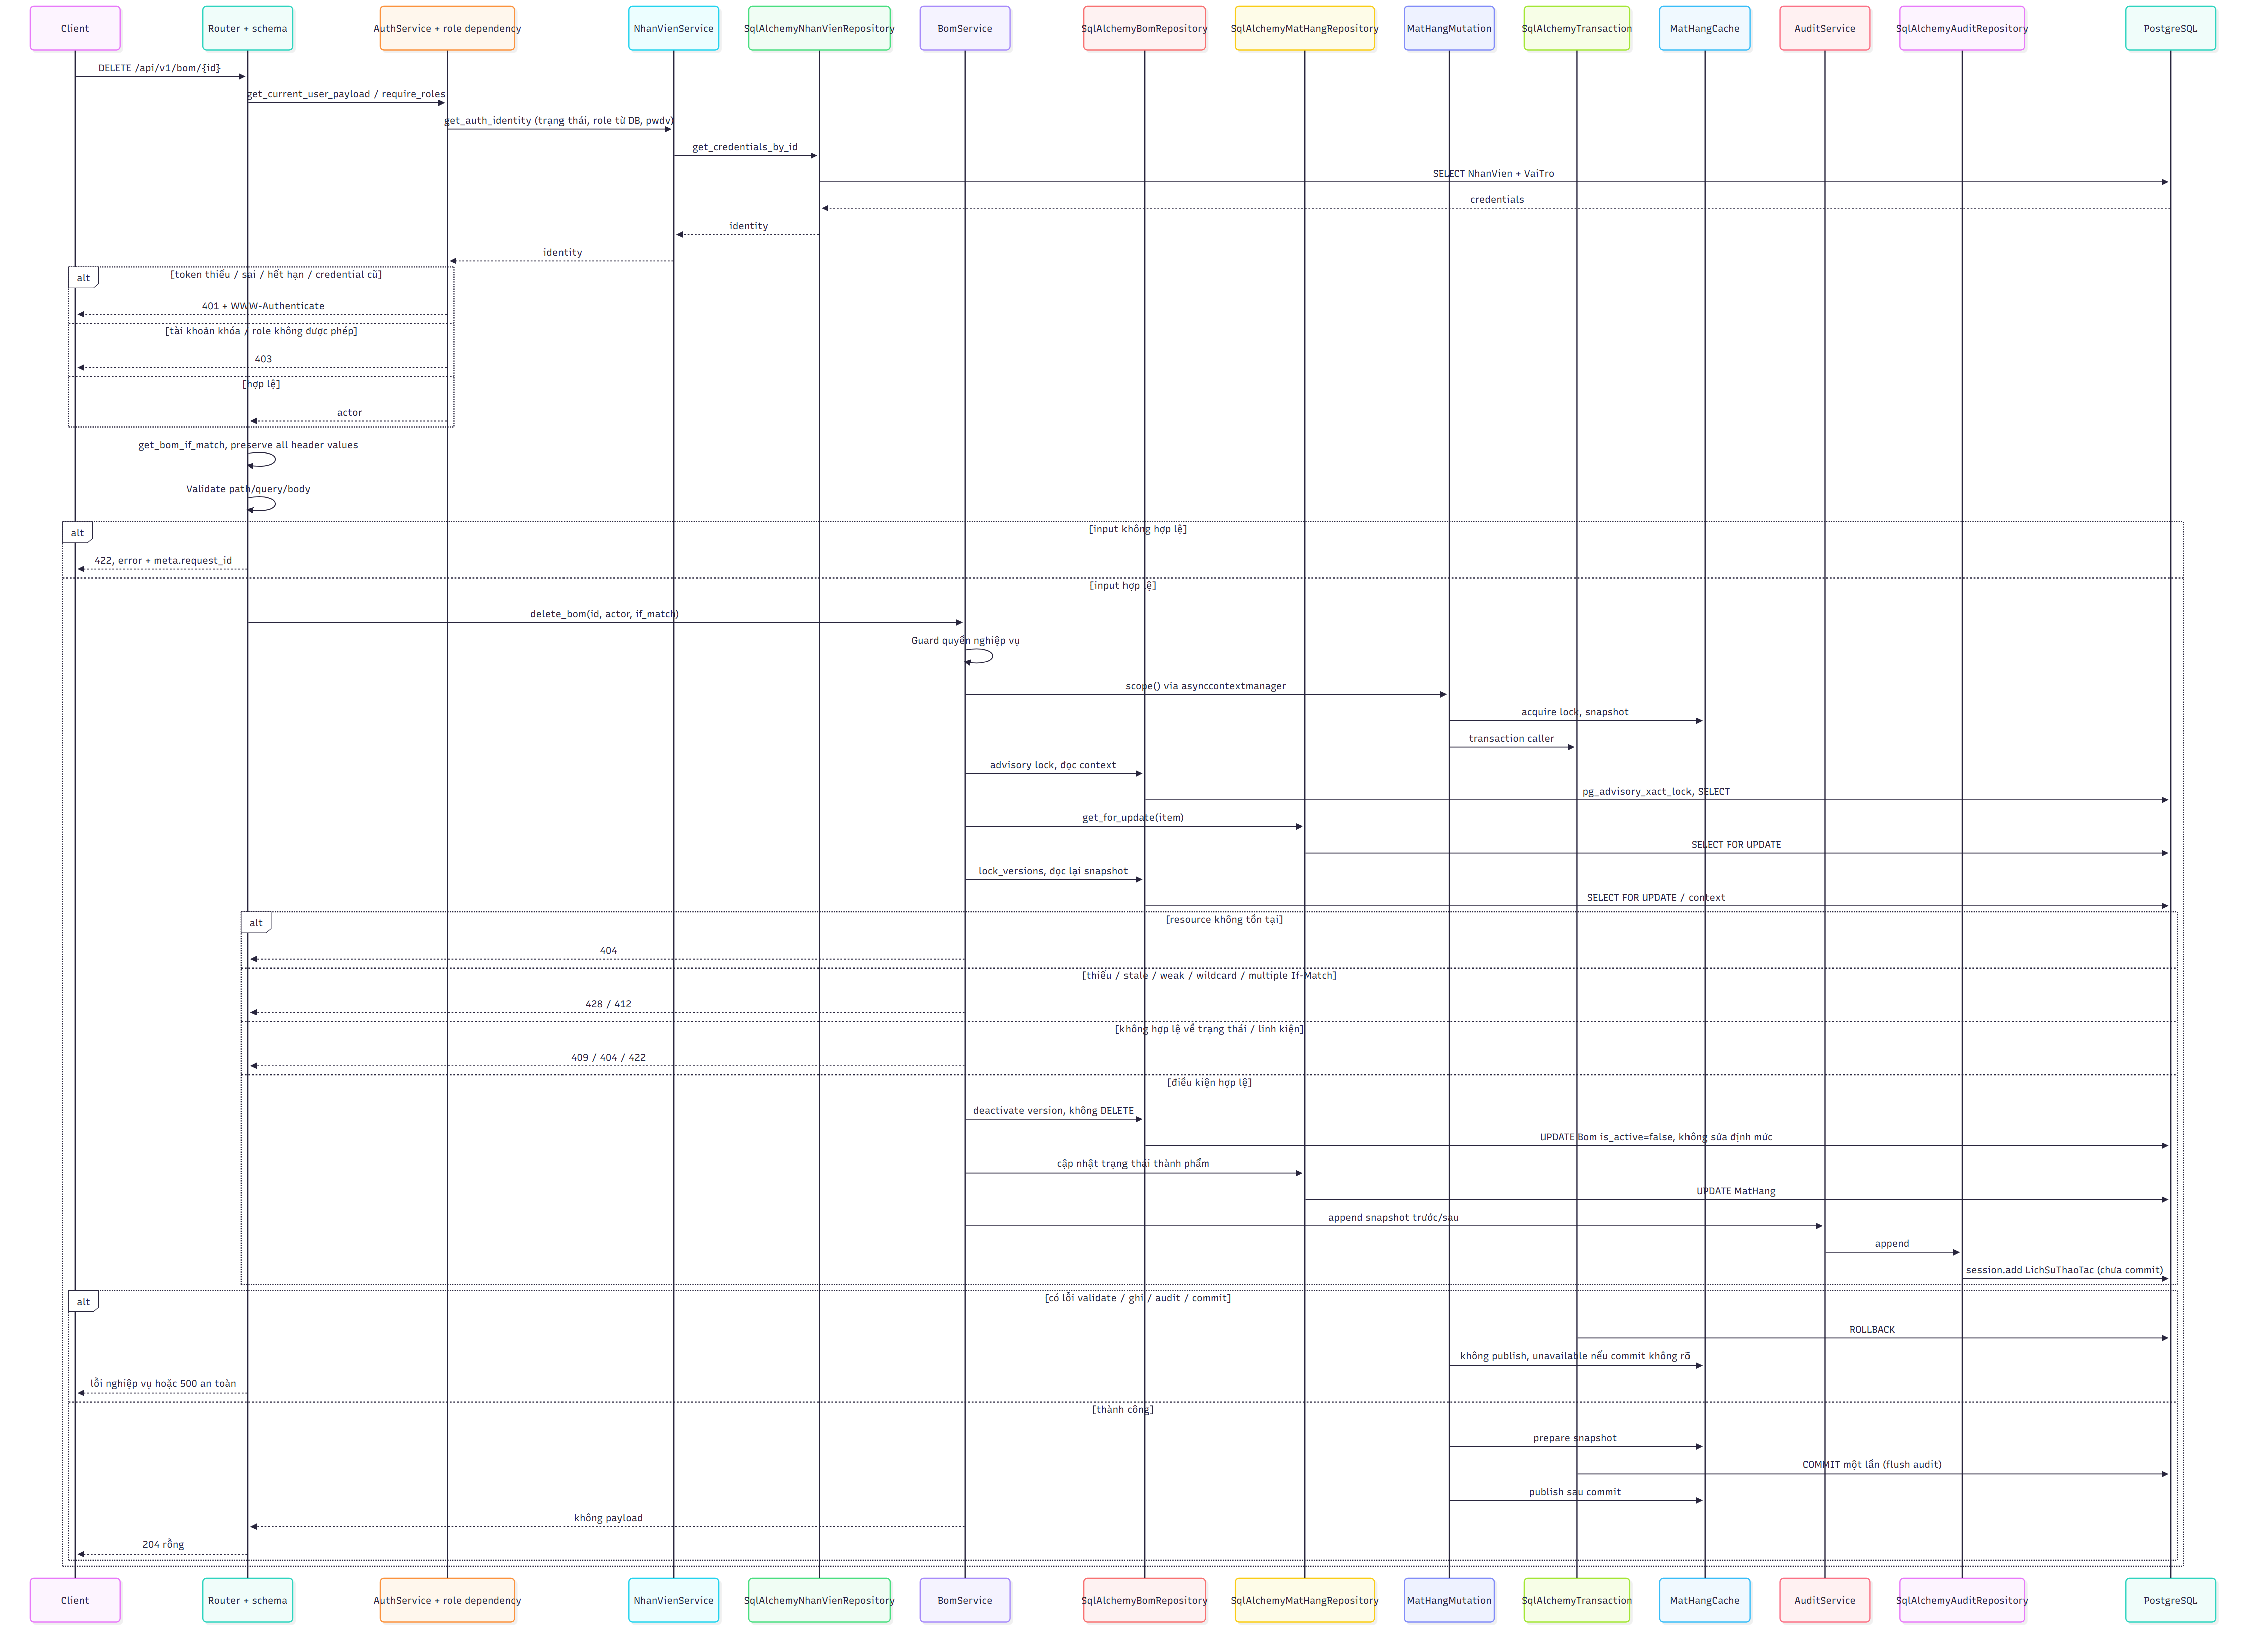 Client
Router + schema
AuthService + role dependency
NhanVienService
SqlAlchemyNhanVienRepository
BomService
SqlAlchemyBomRepository
SqlAlchemyMatHangRepository
MatHangMutation
SqlAlchemyTransaction
MatHangCache
AuditService
SqlAlchemyAuditRepository
PostgreSQL
DELETE /api/v1/bom/{id}
get_current_user_payload / require_roles
get_auth_identity (trạng thái, role từ DB, pwdv)
get_credentials_by_id
SELECT NhanVien + VaiTro
credentials
identity
identity
alt
[token thiếu / sai / hết hạn / credential cũ]
401 + WWW-Authenticate
[tài khoản khóa / role không được phép]
403
[hợp lệ]
actor
get_bom_if_match, preserve all header values
Validate path/query/body
alt
[input không hợp lệ]
422, error + meta.request_id
[input hợp lệ]
delete_bom(id, actor, if_match)
Guard quyền nghiệp vụ
scope() via asynccontextmanager
acquire lock, snapshot
transaction caller
advisory lock, đọc context
pg_advisory_xact_lock, SELECT
get_for_update(item)
SELECT FOR UPDATE
lock_versions, đọc lại snapshot
SELECT FOR UPDATE / context
alt
[resource không tồn tại]
404
[thiếu / stale / weak / wildcard / multiple If-Match]
428 / 412
[không hợp lệ về trạng thái / linh kiện]
409 / 404 / 422
[điều kiện hợp lệ]
deactivate version, không DELETE
UPDATE Bom is_active=false, không sửa định mức
cập nhật trạng thái thành phẩm
UPDATE MatHang
append snapshot trước/sau
append
session.add LichSuThaoTac (chưa commit)
alt
[có lỗi validate / ghi / audit / commit]
ROLLBACK
không publish, unavailable nếu commit không rõ
lỗi nghiệp vụ hoặc 500 an toàn
[thành công]
prepare snapshot
COMMIT một lần (flush audit)
publish sau commit
không payload
204 rỗng
Client
Router + schema
AuthService + role dependency
NhanVienService
SqlAlchemyNhanVienRepository
BomService
SqlAlchemyBomRepository
SqlAlchemyMatHangRepository
MatHangMutation
SqlAlchemyTransaction
MatHangCache
AuditService
SqlAlchemyAuditRepository
PostgreSQL